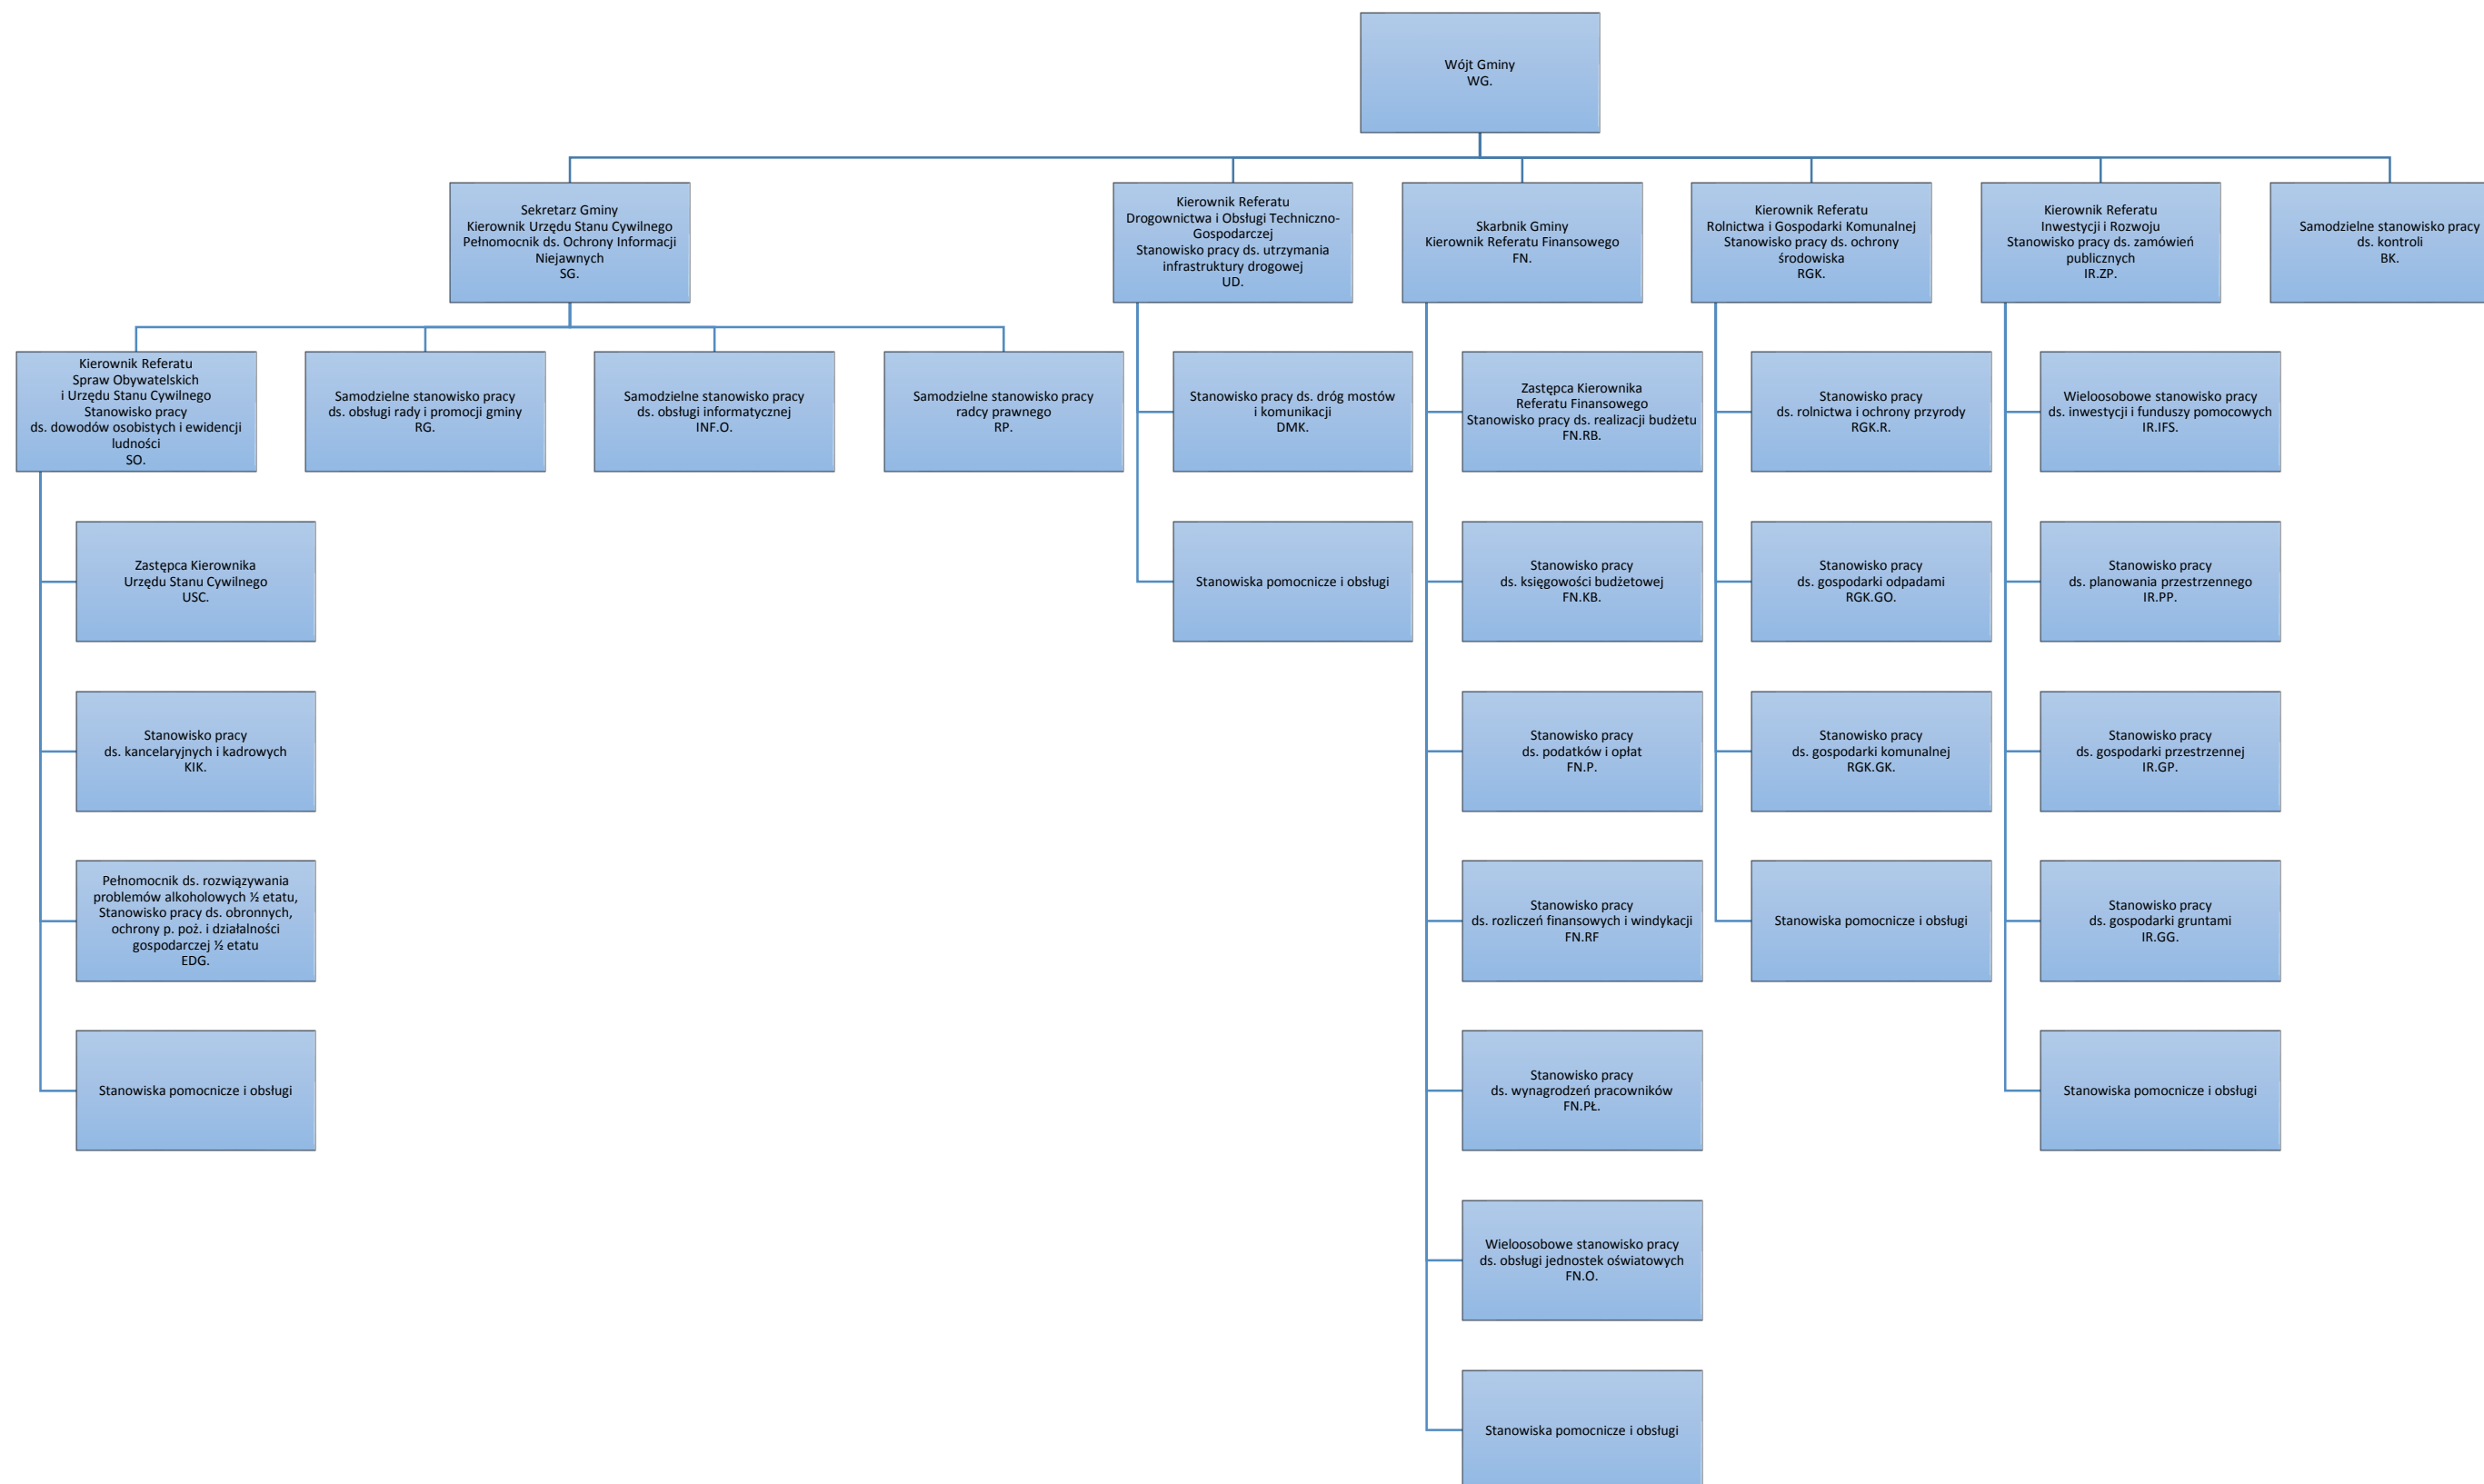 Wójt Gminy
WG.
Sekretarz Gminy
Kierownik Urzędu Stanu Cywilnego
Pełnomocnik ds. Ochrony Informacji
Niejawnych
SG.
Kierownik Referatu
Drogownictwa i Obsługi Techniczno-
Gospodarczej
Stanowisko pracy ds. utrzymania
infrastruktury drogowej
UD.
Skarbnik Gminy
Kierownik Referatu Finansowego
FN.
Kierownik Referatu
Rolnictwa i Gospodarki Komunalnej
Stanowisko pracy ds. ochrony
środowiska
RGK.
Kierownik Referatu
Inwestycji i Rozwoju
Stanowisko pracy ds. zamówień
publicznych
IR.ZP.
Samodzielne stanowisko pracy
ds. kontroli
BK.
Kierownik Referatu
Spraw Obywatelskich
i Urzędu Stanu Cywilnego
Stanowisko pracy
ds. dowodów osobistych i ewidencji
ludności
SO.
Samodzielne stanowisko pracy
ds. obsługi rady i promocji gminy
RG.
Samodzielne stanowisko pracy
ds. obsługi informatycznej
INF.O.
Samodzielne stanowisko pracy
radcy prawnego
RP.
Stanowisko pracy ds. dróg mostów
i komunikacji
DMK.
Zastępca Kierownika
Referatu Finansowego
Stanowisko pracy ds. realizacji budżetu
FN.RB.
Stanowisko pracy
ds. rolnictwa i ochrony przyrody
RGK.R.
Wieloosobowe stanowisko pracy
ds. inwestycji i funduszy pomocowych
IR.IFS.
Zastępca Kierownika
Urzędu Stanu Cywilnego
USC.
Stanowiska pomocnicze i obsługi
Stanowisko pracy
ds. księgowości budżetowej
FN.KB.
Stanowisko pracy
ds. gospodarki odpadami
RGK.GO.
Stanowisko pracy
ds. planowania przestrzennego
IR.PP.
Stanowisko pracy
ds. kancelaryjnych i kadrowych
KIK.
Stanowisko pracy
ds. podatków i opłat
FN.P.
Stanowisko pracy
ds. gospodarki komunalnej
RGK.GK.
Stanowisko pracy
ds. gospodarki przestrzennej
IR.GP.
Pełnomocnik ds. rozwiązywania
problemów alkoholowych ½ etatu,
Stanowisko pracy ds. obronnych,
ochrony p. poż. i działalności
gospodarczej ½ etatu
EDG.
Stanowisko pracy
ds. rozliczeń finansowych i windykacji
FN.RF
Stanowiska pomocnicze i obsługi
Stanowisko pracy
ds. gospodarki gruntami
IR.GG.
Stanowiska pomocnicze i obsługi
Stanowisko pracy
ds. wynagrodzeń pracowników
FN.PŁ.
Stanowiska pomocnicze i obsługi
Wieloosobowe stanowisko pracy
ds. obsługi jednostek oświatowych
FN.O.
Stanowiska pomocnicze i obsługi